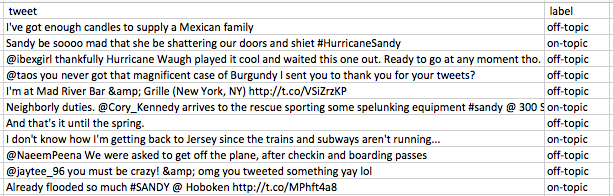 tweet label
I've got enough candles to supply a Mexican family off-topic
Sandy be soooo mad that she be shattering our doors and shiet #HurricaneSandy on-topic
@ibexgirl thankfully Hurricane Waugh played it cool and waited this one out. Ready to go at any moment tho. off-topic
@taos you never got that magnificent case of Burgundy I sent you to thank you for your tweets? off-topic
I'm at Mad River Bar &amp; Grille (New York, NY) http://t.co/VSiZrzKP off-topic
Neighborly duties. @Cory_Kennedy arrives to the rescue sporting some spelunking equipment #sandy @ 300 S on-topic
And that's it until the spring. off-topic
I don't know how I'm getting back to Jersey since the trains and subways aren't running... on-topic
@NaeemPeena We were asked to get off the plane, after checkin and boarding passes off-topic
@jaytee_96 you must be crazy! &amp; omg you tweeted something yay lol off-topic
Already flooded so much #SANDY @ Hoboken http://t.co/MPhft4a8 on-topic